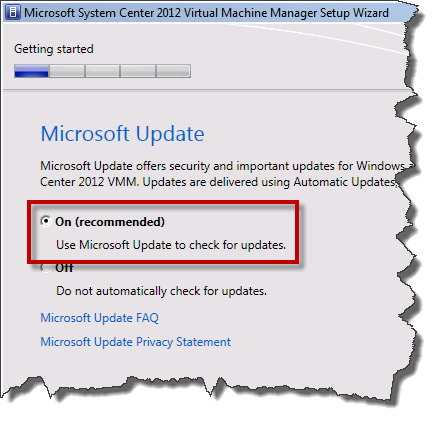 Microsoft System Center 2012 Virtual Machine Manager Setup Wizard
Getting started
Microsoft Update
Microsoft Update offers security and important updates for Windows a
Center 2012 VMM. Updates are delivered using Automatic Updates,
On (recommended)
Use Microsoft Update to check for updates.
Off
Do not automatically check for updates.
Microsoft Update FAQ
Microsoft Update Privacy Statement